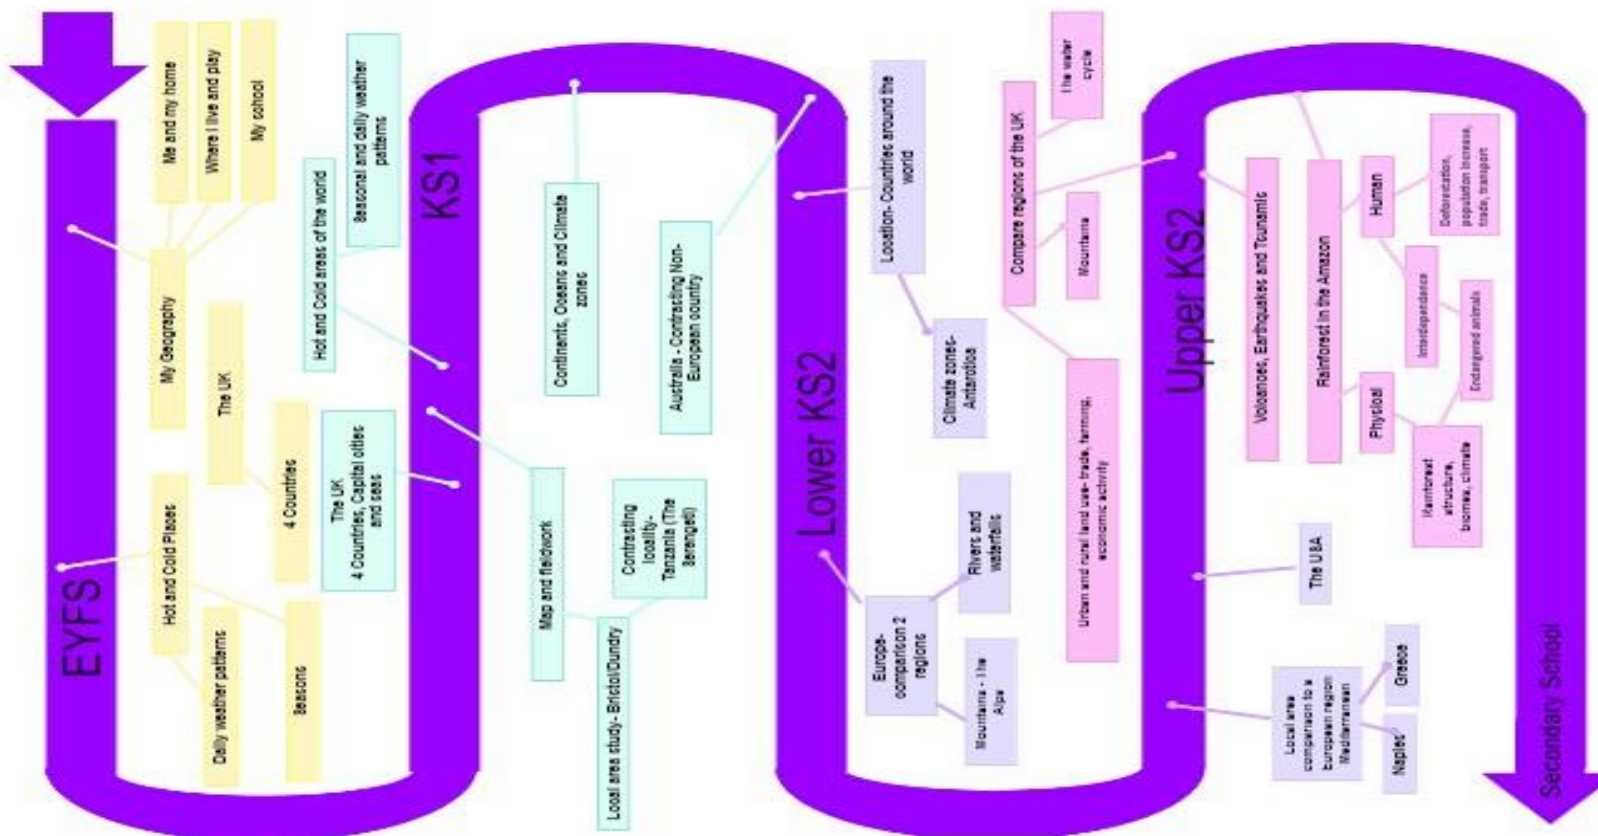 EYFS
Me and my home
Where I live and play
My school
My Geography
The UK
4 Countries
Hot and Cold Places
Daily weather patterns
Seasons
KS1
Seasonal and daily weather
patterns
Hot and Cold areas of the world
The UK
4 Countries, Capital cities
and seas
Map and fieldwork
Local area study- Bristol/Dundry
Contracting
locality-
Tanzania (The
Serengeti)
Continents, Oceans and Climate
zones
Australia - Contracting Non-
European country
Lower KS2
Location- Countries around the
world
Climate zones-
Antarctica
Europe-
comparison 2
regions
Rivers and
waterfalls
Mountains - The
Alps
The water
cycle
Compare regions of the UK
Mountains
Urban and rural land use- trade, farming,
economic activity
Upper KS2
Volcanoes, Earthquakes and Tsunamis
Rainforest in the Amazon
Human
Physical
Deforestation,
population increase,
trade, transport
Interdependence
Endangered animals
Rainforest
structure,
biomes, climate
The USA
Local area
comparison to a
European region
Mediterranean
Greece
Naples
Secondary School